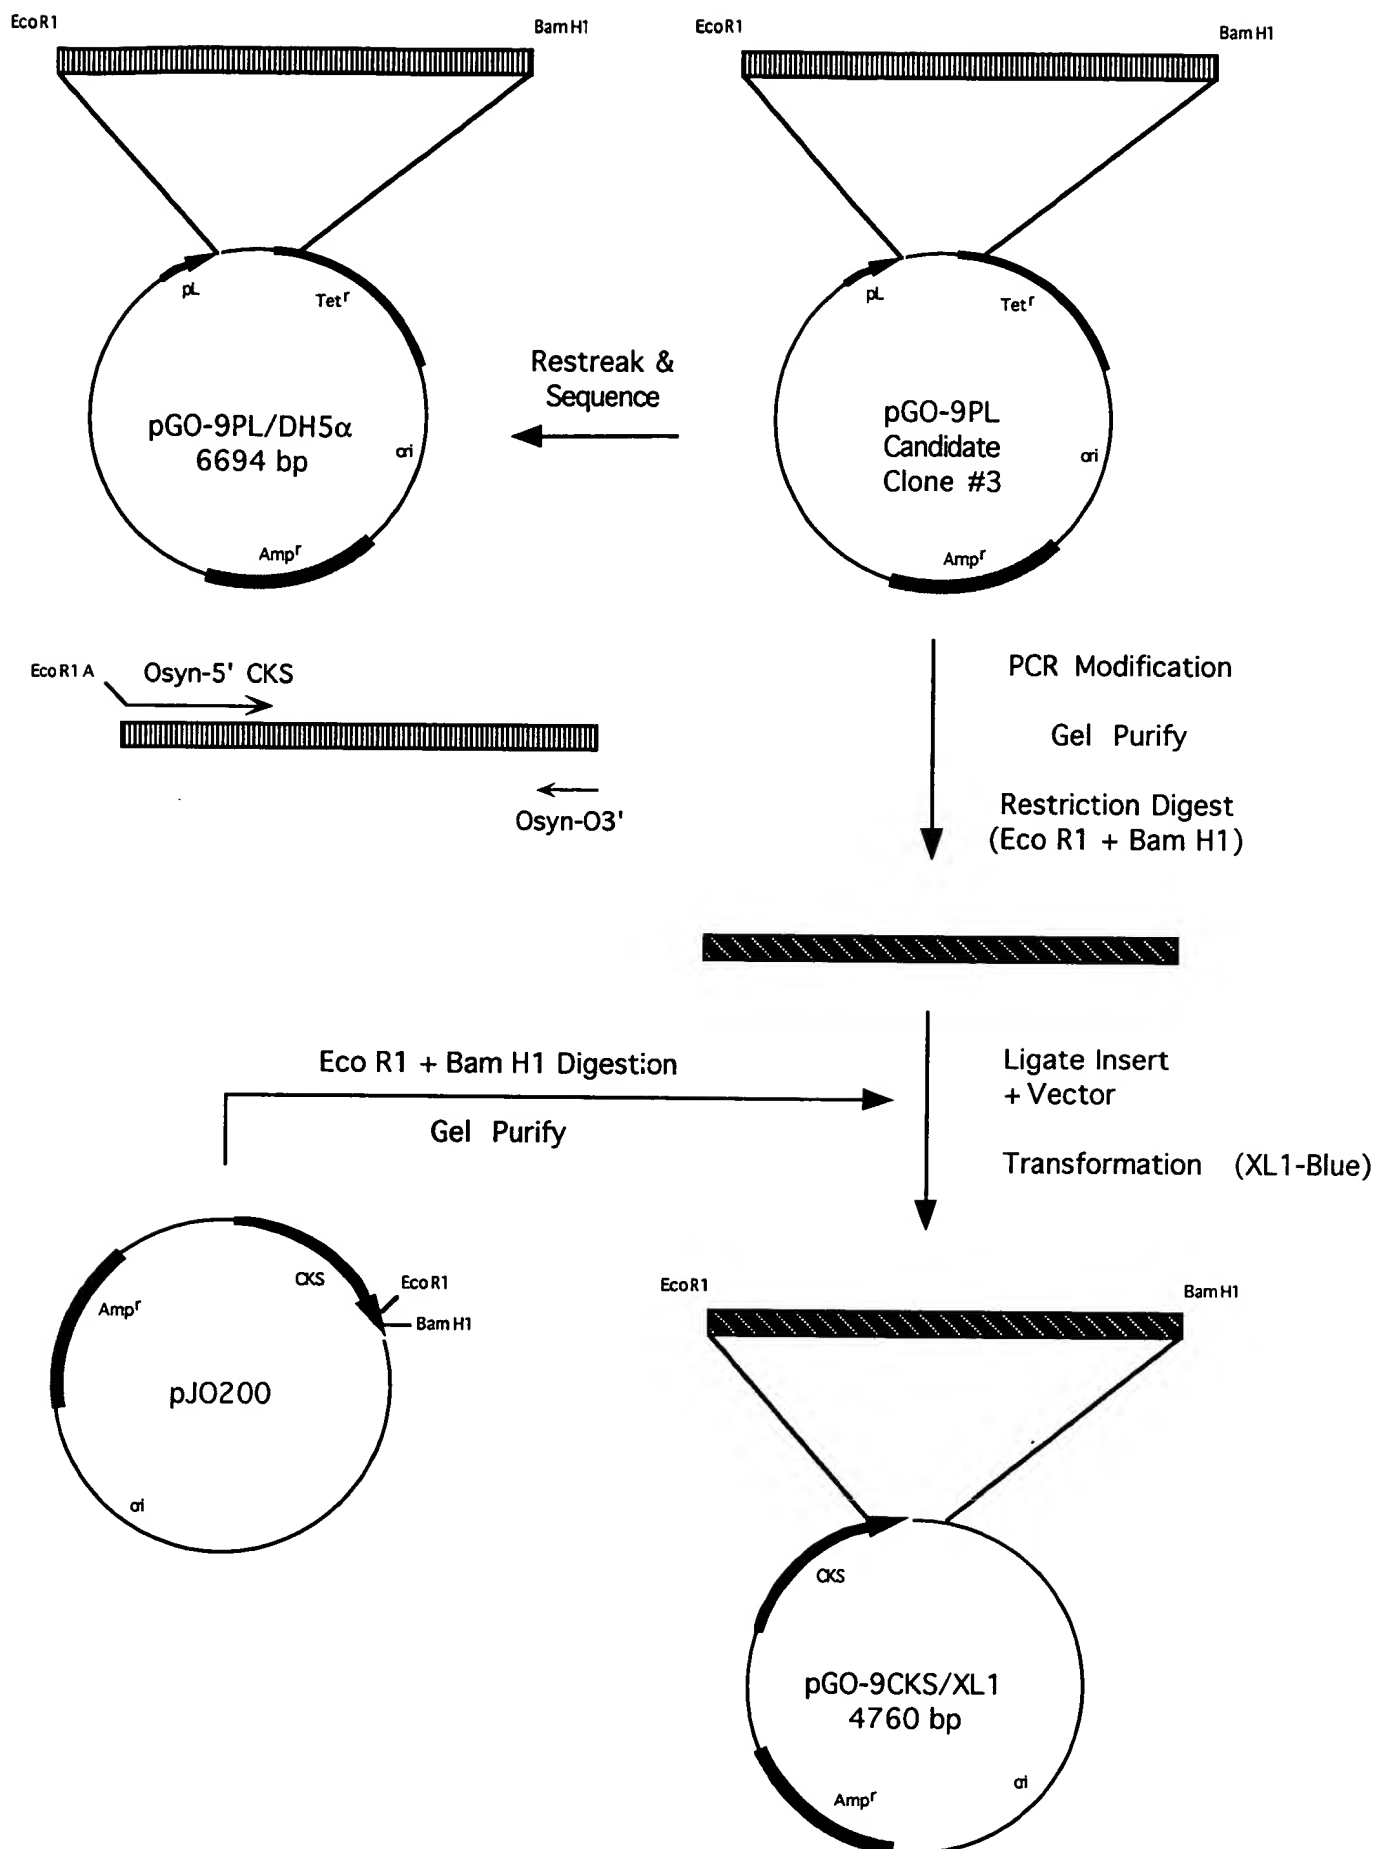 EcoR1
BamH1
EcoR1
BamH1
pL
Tetr
pGO-9PL/DH5α
6694 bp
ori
Ampr
Restreak &
Sequence
pL
Tetr
pGO-9PL
Candidate
Clone #3
ori
Ampr
EcoR1 A
Osyn-5' CKS
Osyn-O3'
PCR Modification
Gel Purify
Restriction Digest
(Eco R1 + Bam H1)
Eco R1 + Bam H1 Digestion
Gel Purify
Ligate Insert
+ Vector
Transformation (XL1-Blue)
CKS
EcoR1
BamH1
Ampr
pJO200
ori
EcoR1
BamH1
CKS
pGO-9CKS/XL1
4760 bp
ori
Ampr